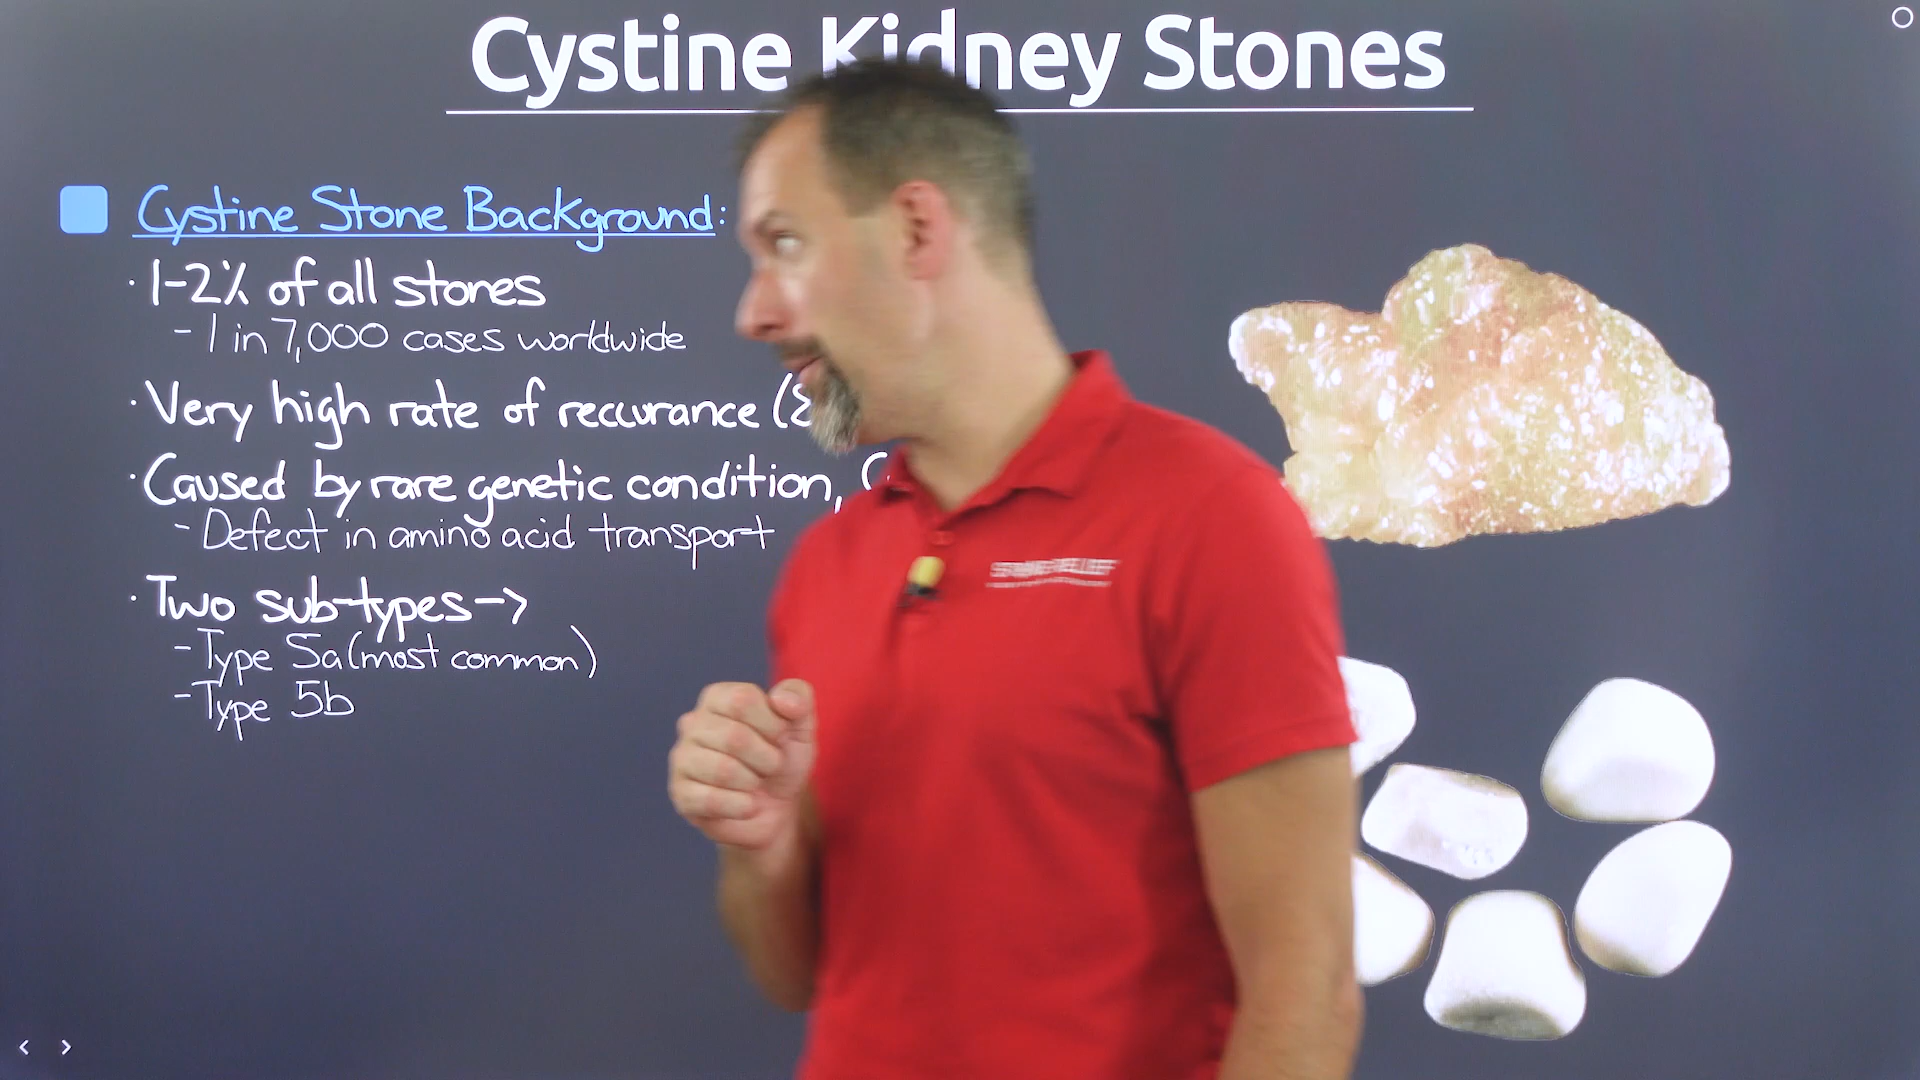 Cystine Kidney Stones
Cystine Stone Background:
· 1-2% of all stones
- 1 in 7,000 cases worldwide
· Very high rate of reccurance (
· Caused by rare genetic condition,
- Defect in amino acid transport
· Two sub-types ->
- Type 5a (most common)
- Type 5b